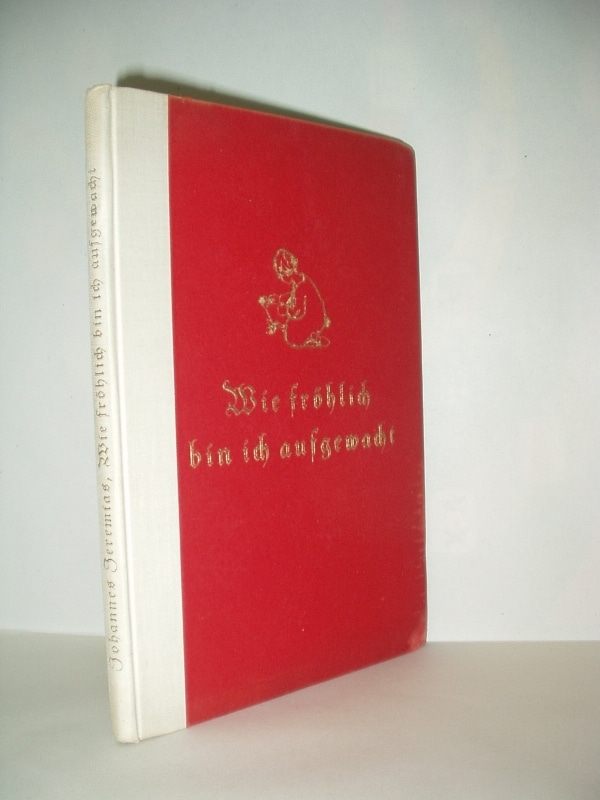 Johannes Jeremias, Wie fröhlich bin ich aufgewacht
Wie fröhlich
bin ich aufgewacht